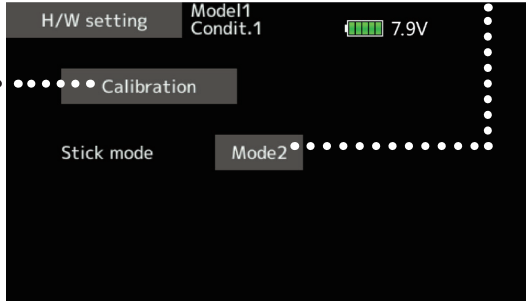 H/W setting
Model1
Condit.1
7.9V
Calibration
Stick mode
Mode2